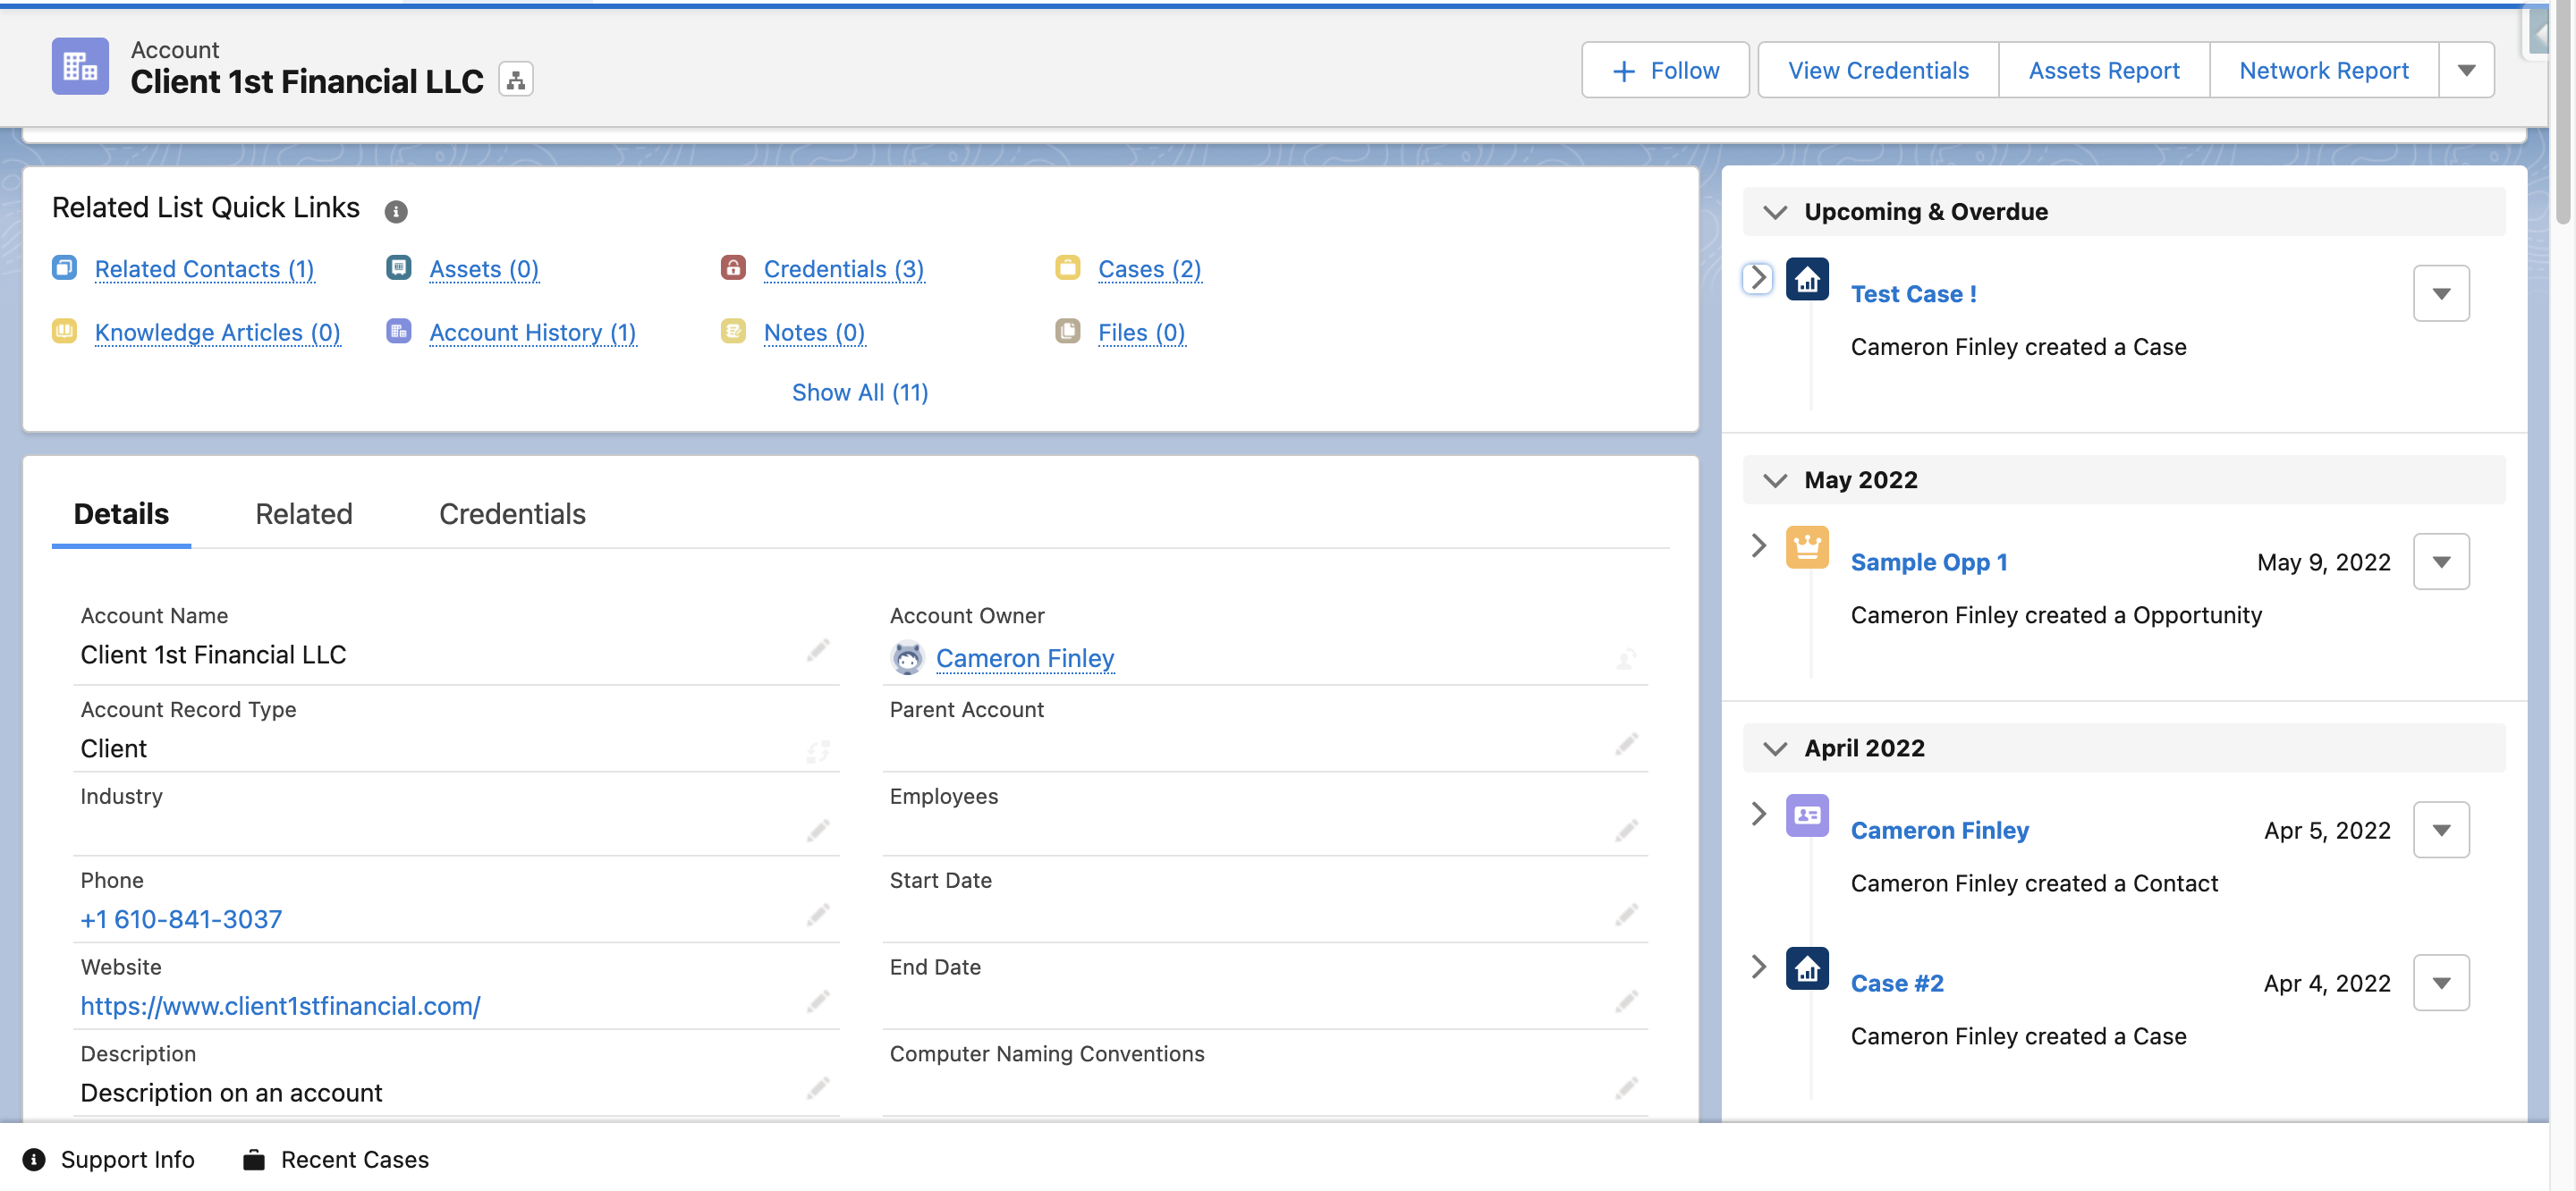 Account
Client 1st Financial LLC
Follow
View Credentials
Assets Report
Network Report
Related List Quick Links
Related Contacts (1)
Assets (0)
Credentials (3)
Cases (2)
Knowledge Articles (0)
Account History (1)
Notes (0)
Files (0)
Show All (11)
Details
Related
Credentials
Account Name
Client 1st Financial LLC
Account Owner
Cameron Finley
Account Record Type
Client
Parent Account
Industry
Employees
Phone
+1 610-841-3037
Start Date
Website
https://www.client1stfinancial.com/
End Date
Description
Description on an account
Computer Naming Conventions
Upcoming & Overdue
Test Case !
Cameron Finley created a Case
May 2022
Sample Opp 1
May 9, 2022
Cameron Finley created a Opportunity
April 2022
Cameron Finley
Apr 5, 2022
Cameron Finley created a Contact
Case #2
Apr 4, 2022
Cameron Finley created a Case
Support Info
Recent Cases